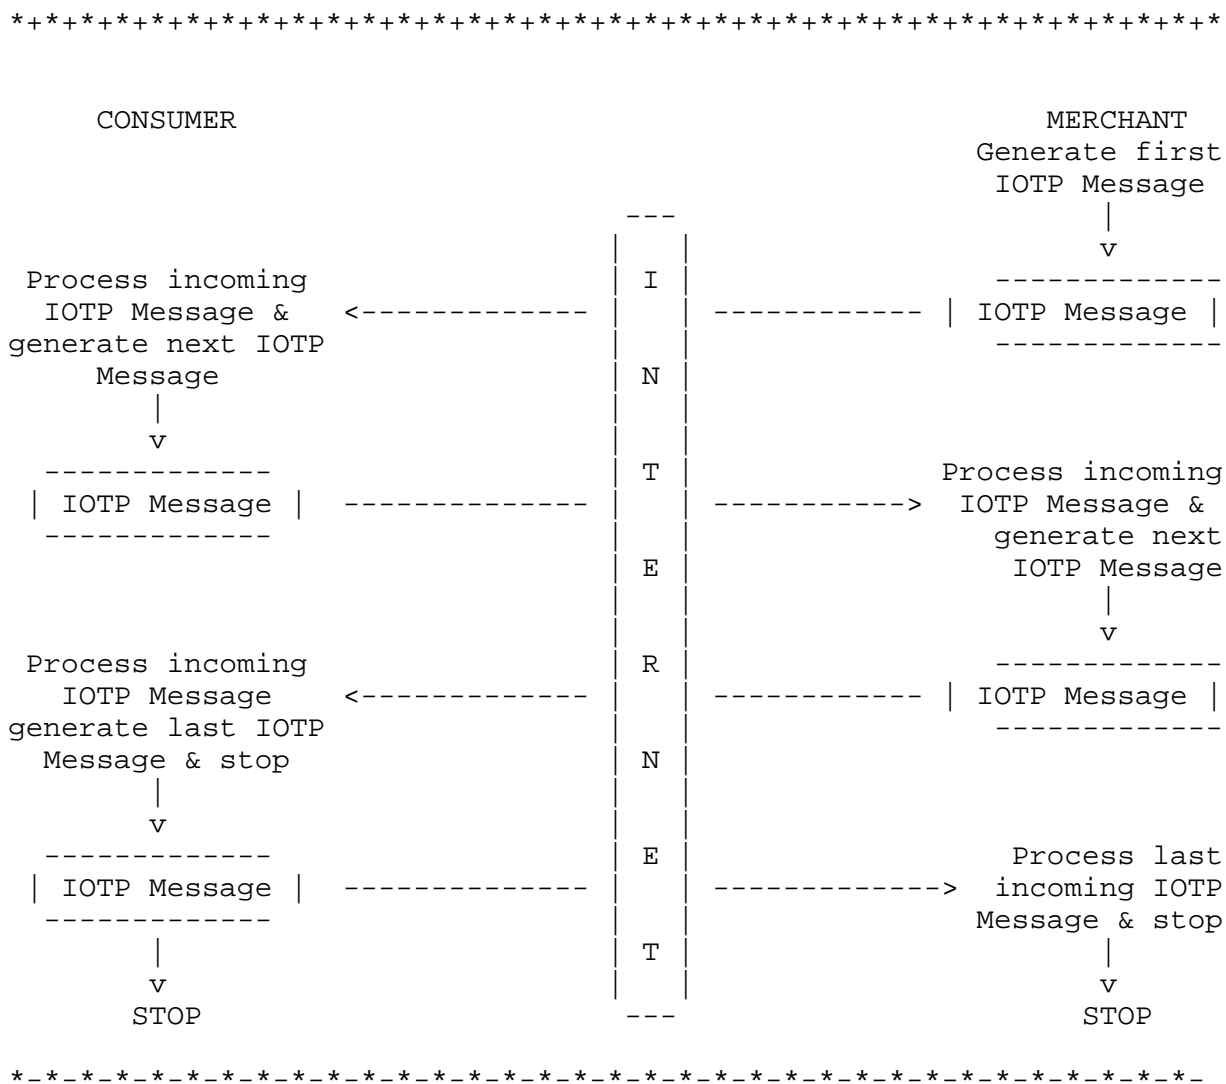 *+*+*+*+*+*+*+*+*+*+*+*+*+*+*+*+*+*+*+*+*+*+*+*+*+*+*+*+*+*+*+*+*+*+*


     CONSUMER                                              MERCHANT
                                                       Generate first
                                                        IOTP Message
                                   ---                        |
                                  |   |                       v
 Process incoming                 | I |                 -------------
  IOTP Message &   <------------- |   | ------------ | IOTP Message |
generate next IOTP                |   |                 -------------
     Message                      | N |
        |                         |   |
        v                         |   |
  -------------                   | T |              Process incoming
 | IOTP Message |  -------------- |   | ----------->  IOTP Message &
  -------------                   |   |                 generate next
                                  | E |                  IOTP Message
                                  |   |                       |
                                  |   |                       v
 Process incoming                 | R |                 -------------
   IOTP Message    <------------- |   | ------------ | IOTP Message |
generate last IOTP                |   |                 -------------
  Message & stop                  | N |
        |                         |   |
        v                         |   |
  -------------                   | E |                  Process last
 | IOTP Message |  -------------- |   | ------------->  incoming IOTP
  -------------                   |   |                Message & stop
        |                         | T |                       |
        v                         |   |                       v
       STOP                        ---                       STOP

*-*-*-*-*-*-*-*-*-*-*-*-*-*-*-*-*-*-*-*-*-*-*-*-*-*-*-*-*-*-*-*-*-*-